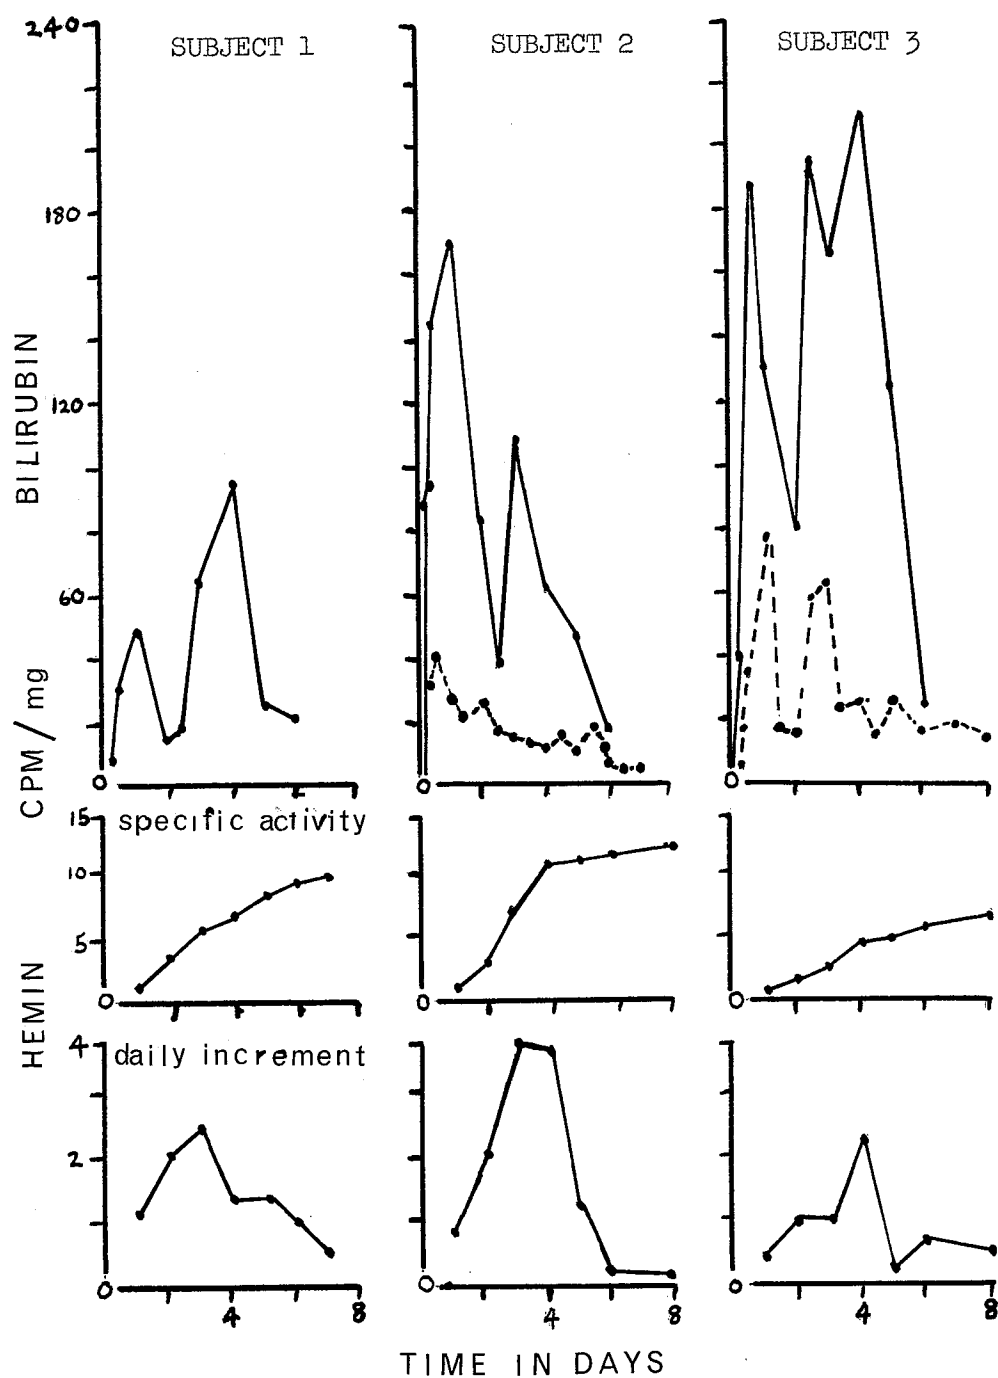 SUBJECT 1
SUBJECT 2
SUBJECT 3
240
180
120
60
0
0
0
BILIRUBIN
CPM/mg
HEMIN
specific activity
15
10
5
0
0
0
daily increment
4
2
0
0
0
4
8
4
8
4
8
TIME IN DAYS